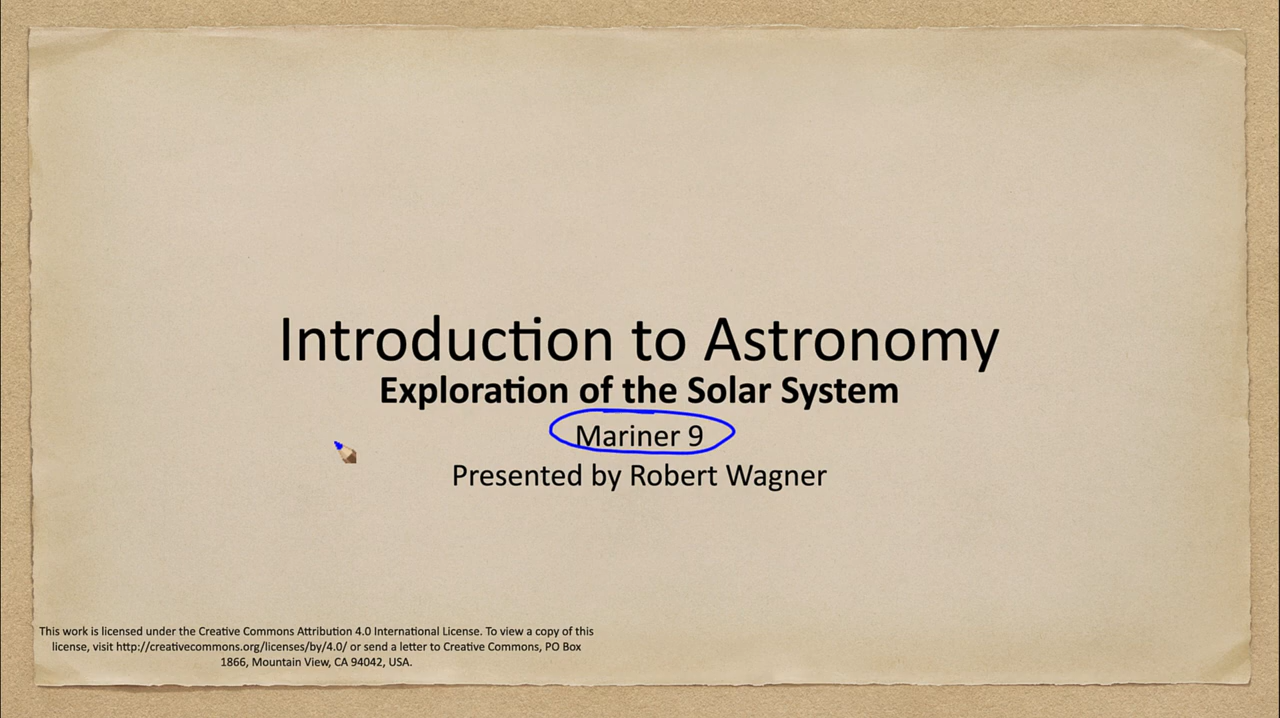 Introduction to Astronomy
Exploration of the Solar System
Mariner 9
Presented by Robert Wagner
This work is licensed under the Creative Commons Attribution 4.0 International License. To view a copy of this
license, visit http://creativecommons.org/licenses/by/4.0/ or send a letter to Creative Commons, PO Box
1866, Mountain View, CA 94042, USA.